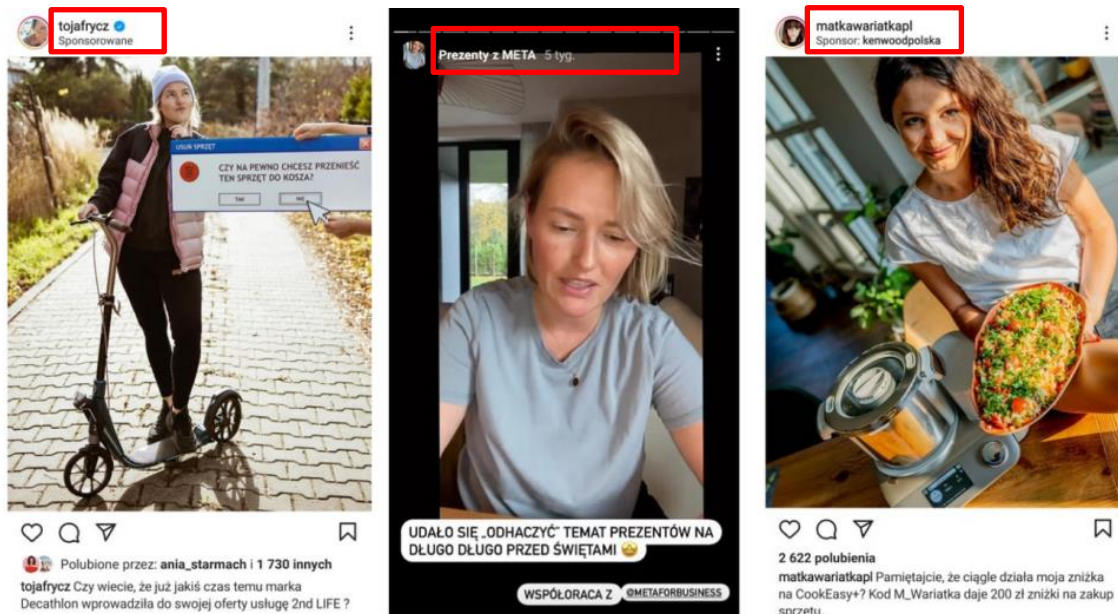 tojafrycz
Sponsorowane
USUŃ SPRZĘT
CZY NA PEWNO CHCESZ PRZENIEŚĆ
TEN SPRZĘT DO KOSZA?
TAK
NIE
Polubione przez: ania_starmach i 1 730 innych
tojafrycz Czy wiecie, że już jakiś czas temu marka
Decathlon wprowadziła do swojej oferty usługę 2nd LIFE ?
Prezenty z META 5 tyg.
UDAŁO SIĘ „ODHACZYĆ” TEMAT PREZENTÓW NA
DŁUGO DŁUGO PRZED ŚWIĘTAMI
WSPÓŁORACA Z @METAFORBUSINESS
matkawariatkapl
Sponsor: kenwoodpolska
2 622 polubienia
matkawariatkapl Pamiętajcie, że ciągle działa moja zniżka
na CookEasy+? Kod M_Wariatka daje 200 zł zniżki na zakup
sprzętu.